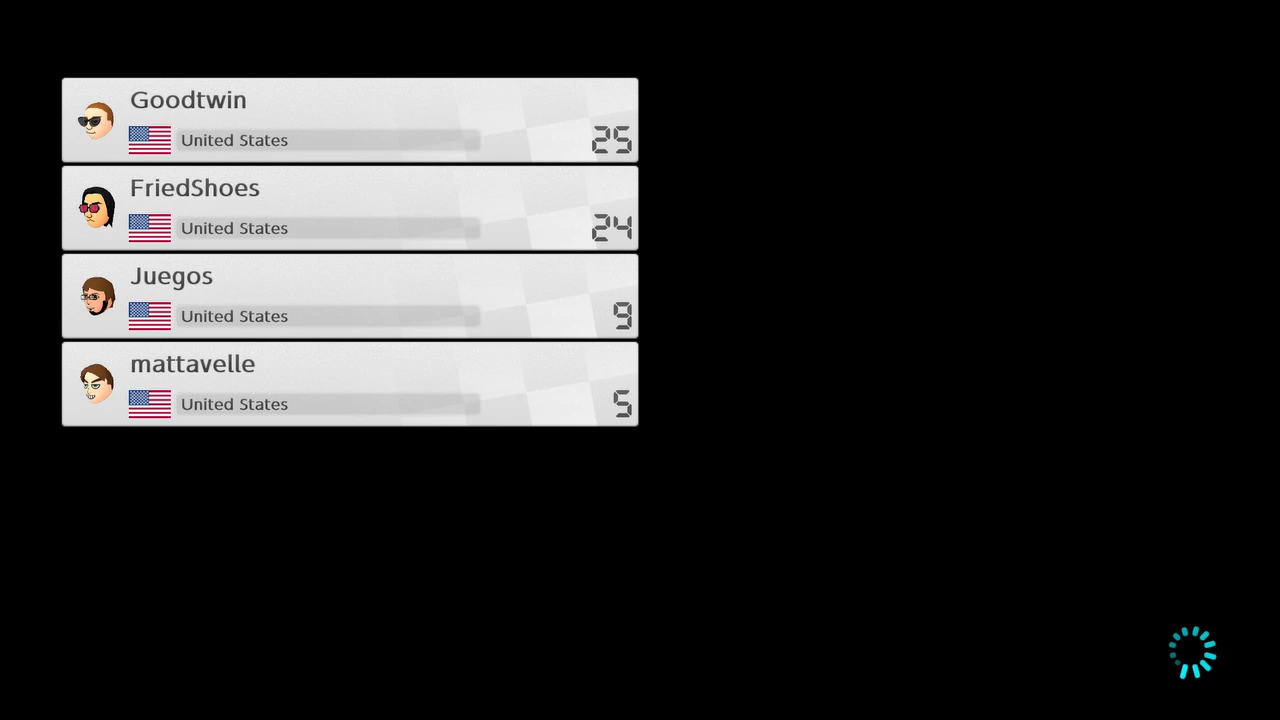 Goodtwin
United States
25
FriedShoes
United States
24
Juegos
United States
9
mattavelle
United States
5